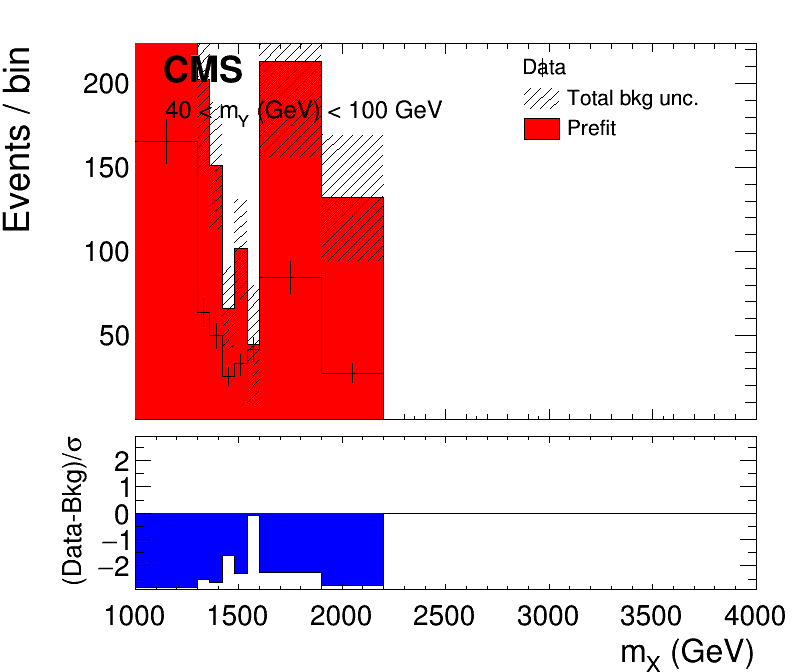 CMS
40 < m_Y (GeV) < 100 GeV
Data
Total bkg unc.
Prefit
Events / bin
200
150
100
50
(Data-Bkg)/σ
2
1
0
−1
−2
1000 1500 2000 2500 3000 3500 4000
m_X (GeV)